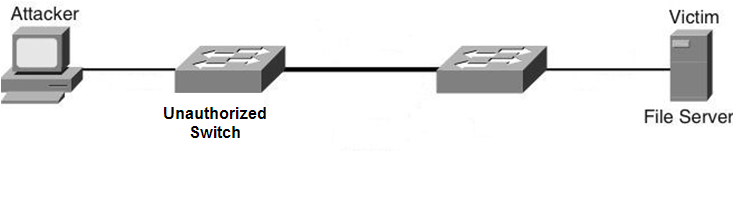 Attacker
Victim
Unauthorized
Switch
File Server